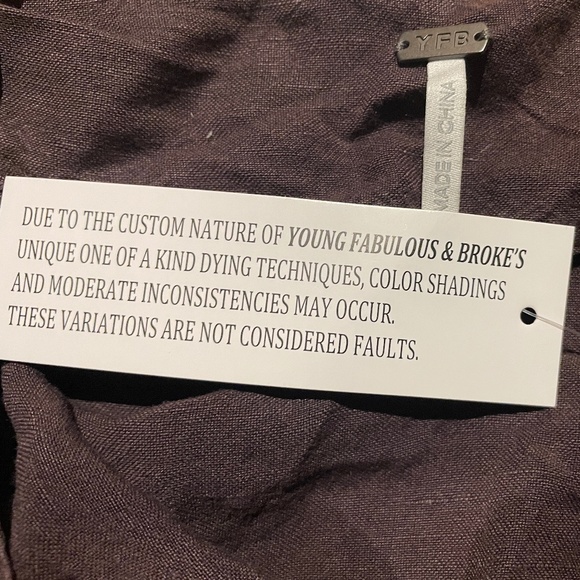 YFB
MADE IN CHINA
DUE TO THE CUSTOM NATURE OF YOUNG FABULOUS & BROKE'S
UNIQUE ONE OF A KIND DYING TECHNIQUES, COLOR SHADINGS
AND MODERATE INCONSISTENCIES MAY OCCUR.
THESE VARIATIONS ARE NOT CONSIDERED FAULTS.